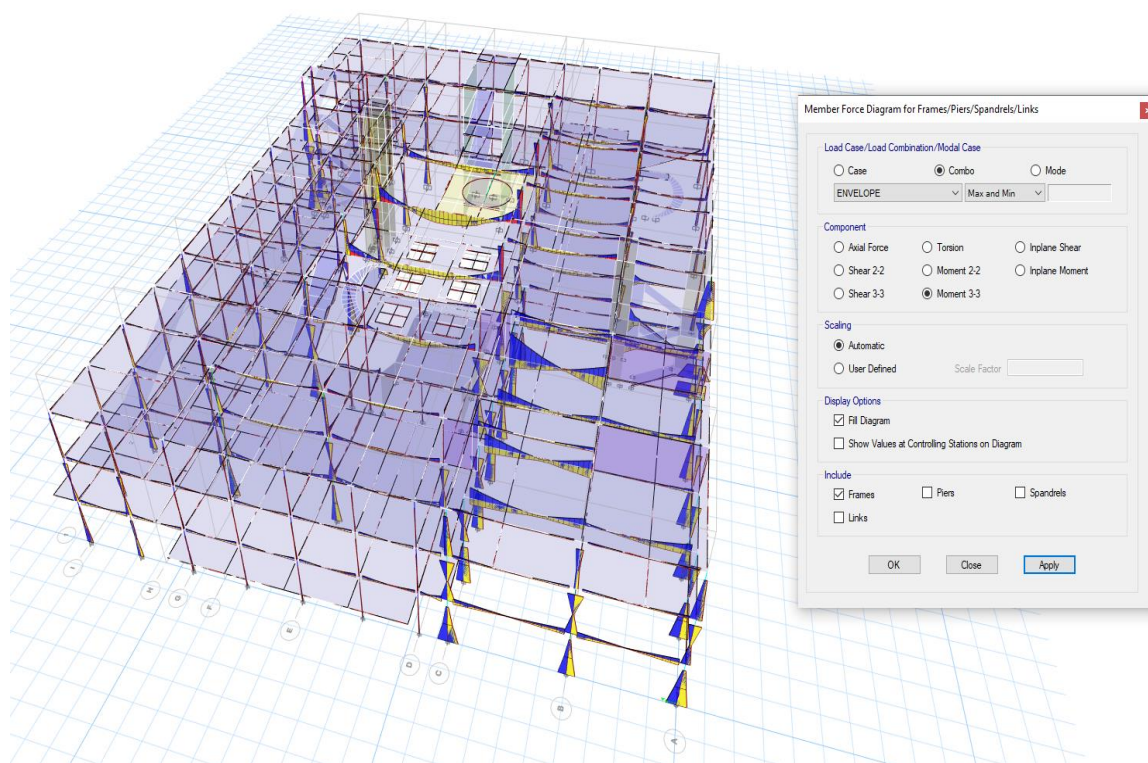 Member Force Diagram for Frames/Piers/Spandrels/Links
Load Case/Load Combination/Modal Case
Case Combo Mode
ENVELOPE Max and Min
Component
Axial Force Torsion Inplane Shear
Shear 2-2 Moment 2-2 Inplane Moment
Shear 3-3 Moment 3-3
Scaling
Automatic
User Defined Scale Factor
Display Options
Fill Diagram
Show Values at Controlling Stations on Diagram
Include
Frames Piers Spandrels
Links
OK Close Apply
I
H
G
F
E
D
C
B
A